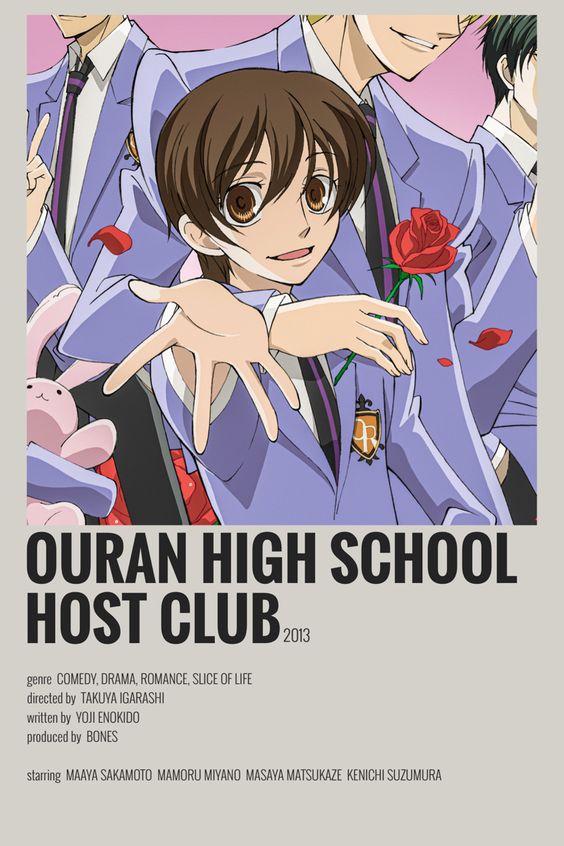 OR
OURAN HIGH SCHOOL
HOST CLUB 2013
genre COMEDY, DRAMA, ROMANCE, SLICE OF LIFE
directed by TAKUYA IGARASHI
written by YOJI ENOKIDO
produced by BONES
starring MAAYA SAKAMOTO MAMORU MIYANO MASAYA MATSUKAZE KENICHI SUZUMURA